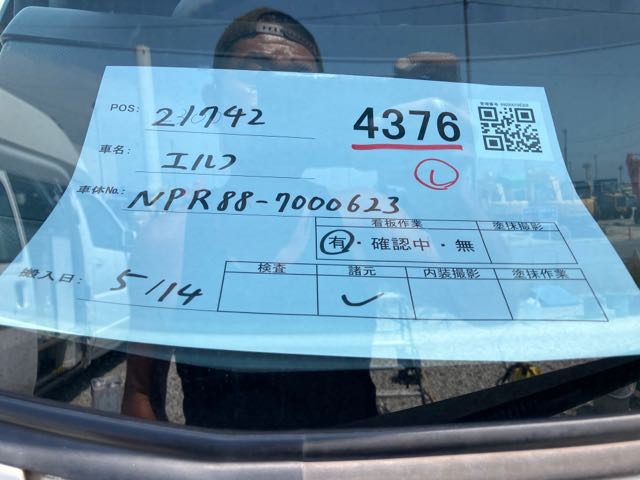 POS: 21742
4376
車名: エルフ
車体No.: NPR88-7000623
看板作業 塗抹撮影
有・確認中・無
搬入日: 5/14
検査 諸元 内装撮影 塗抹作業
✓